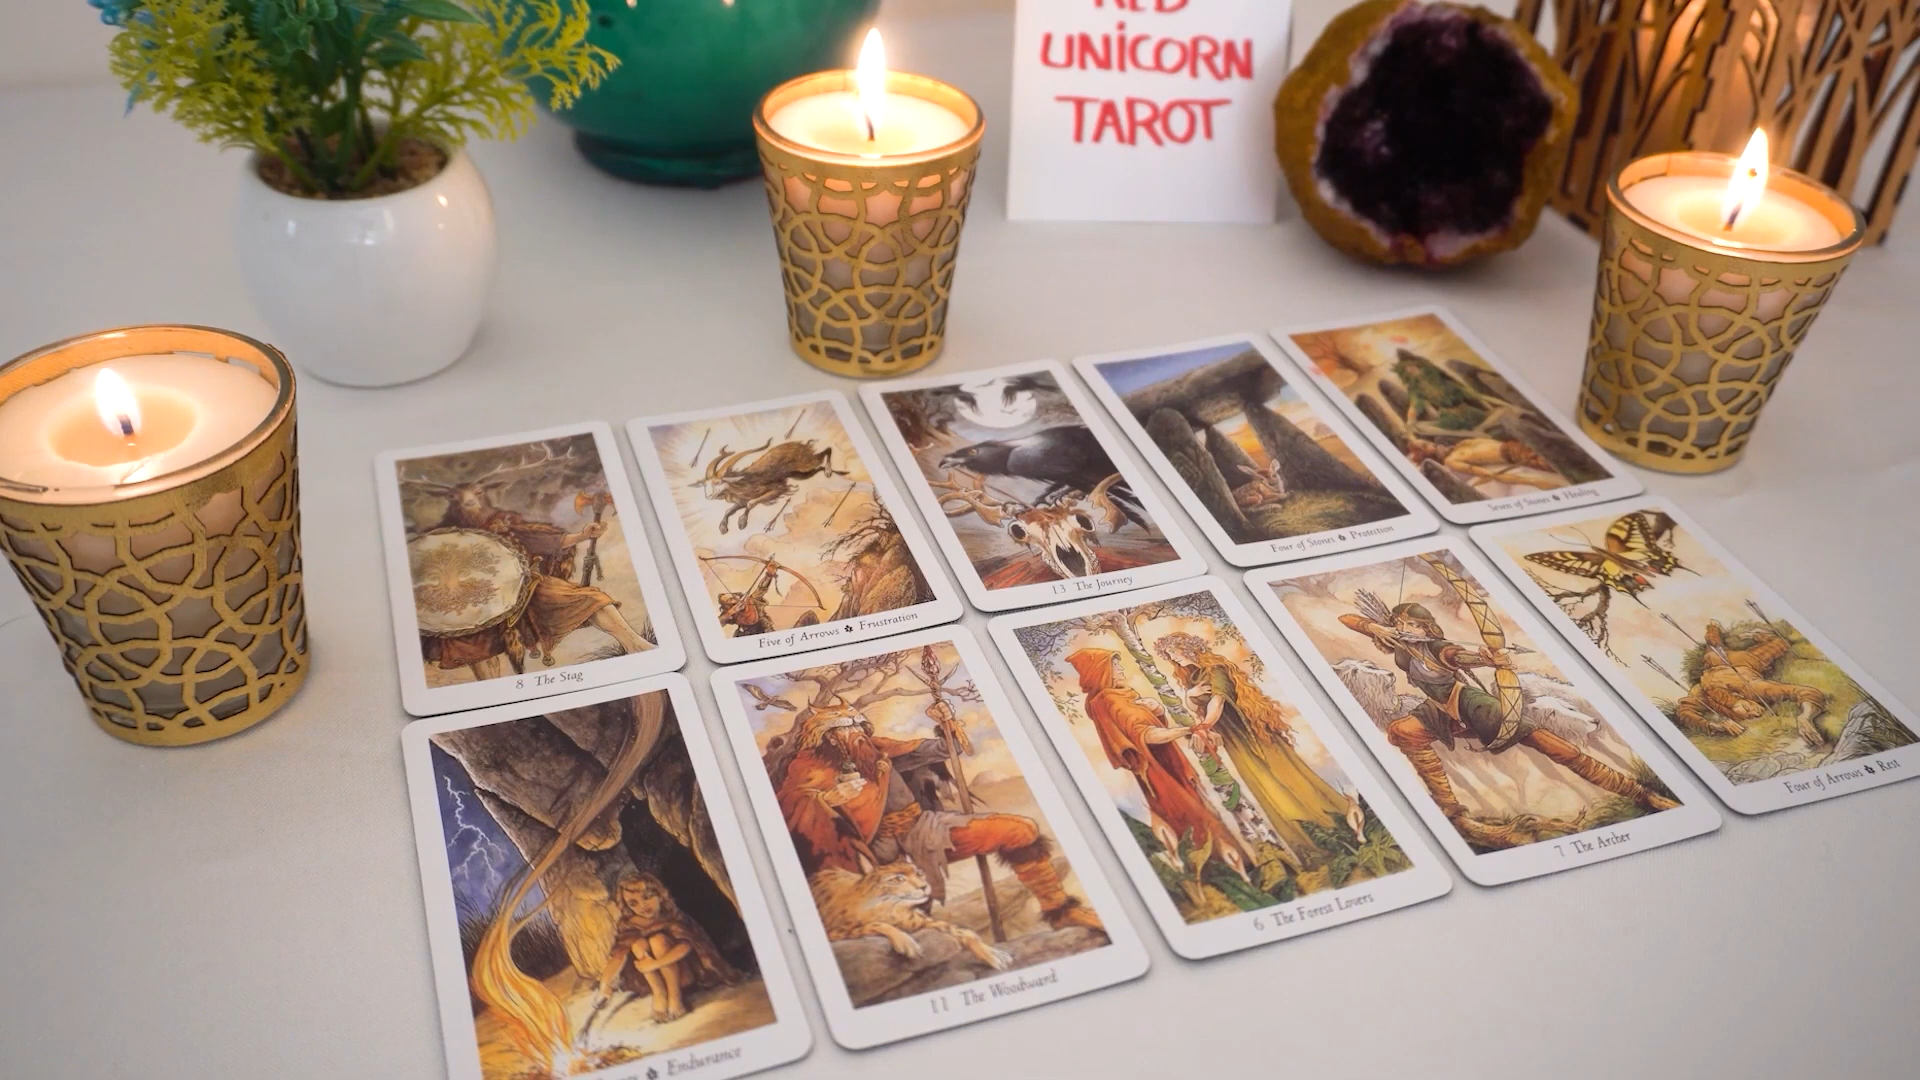 RED
UNiCORN
TAROT
8 The Stag
Five of Arrows Frustration
13 The Journey
Four of Stones Protection
Seven of Stones Healing
Endurance
11 The Woodward
6 The Forest Lovers
7 The Archer
Four of Arrows Rest